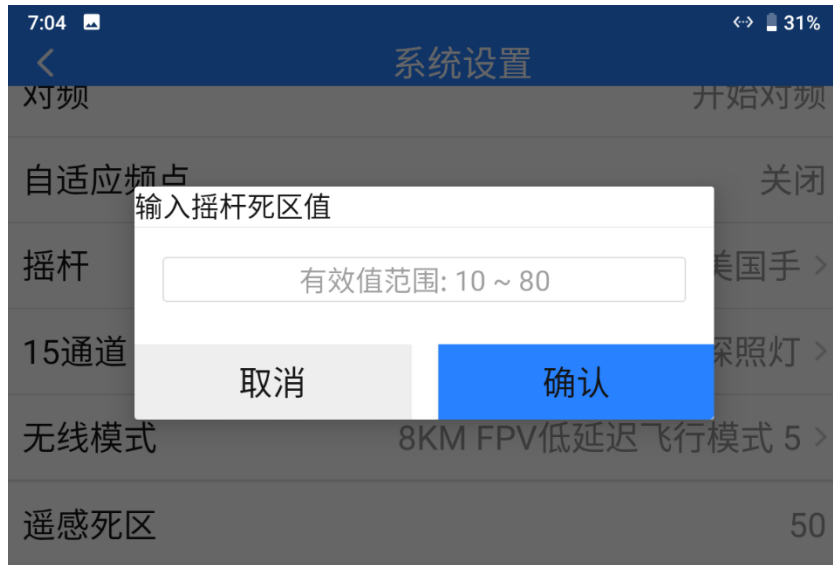 7:04 31%
系统设置
对频 开始对频
自适应频点 关闭
输入摇杆死区值
摇杆 美国手
有效值范围: 10 ~ 80
15通道 探照灯
取消 确认
无线模式 8KM FPV低延迟飞行模式 5
遥感死区 50